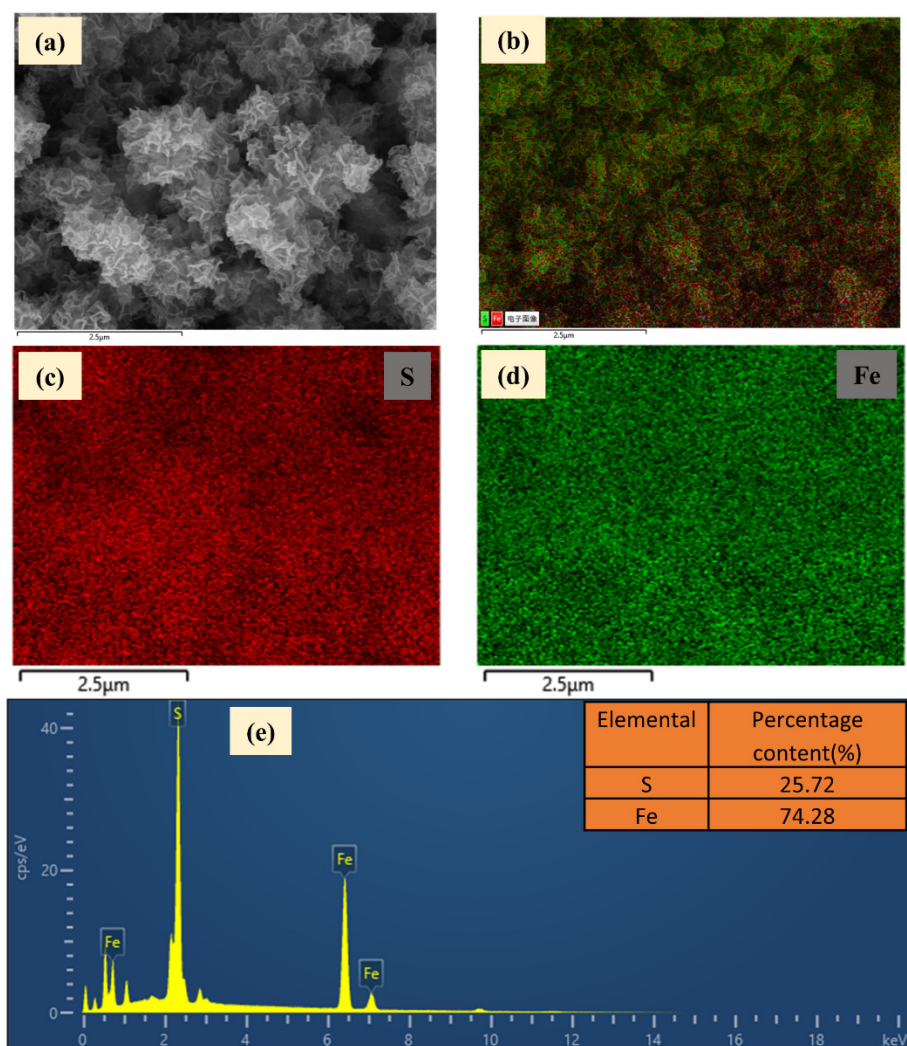 (a)
(b)
2.5μm
S Fe 电子图像
2.5μm
(c)
S
(d)
Fe
2.5μm
2.5μm
(e)
Elemental Percentage content(%)
S 25.72
Fe 74.28
40
20
0
cps/eV
S
Fe
Fe
Fe
0 2 4 6 8 10 12 14 16 18 keV